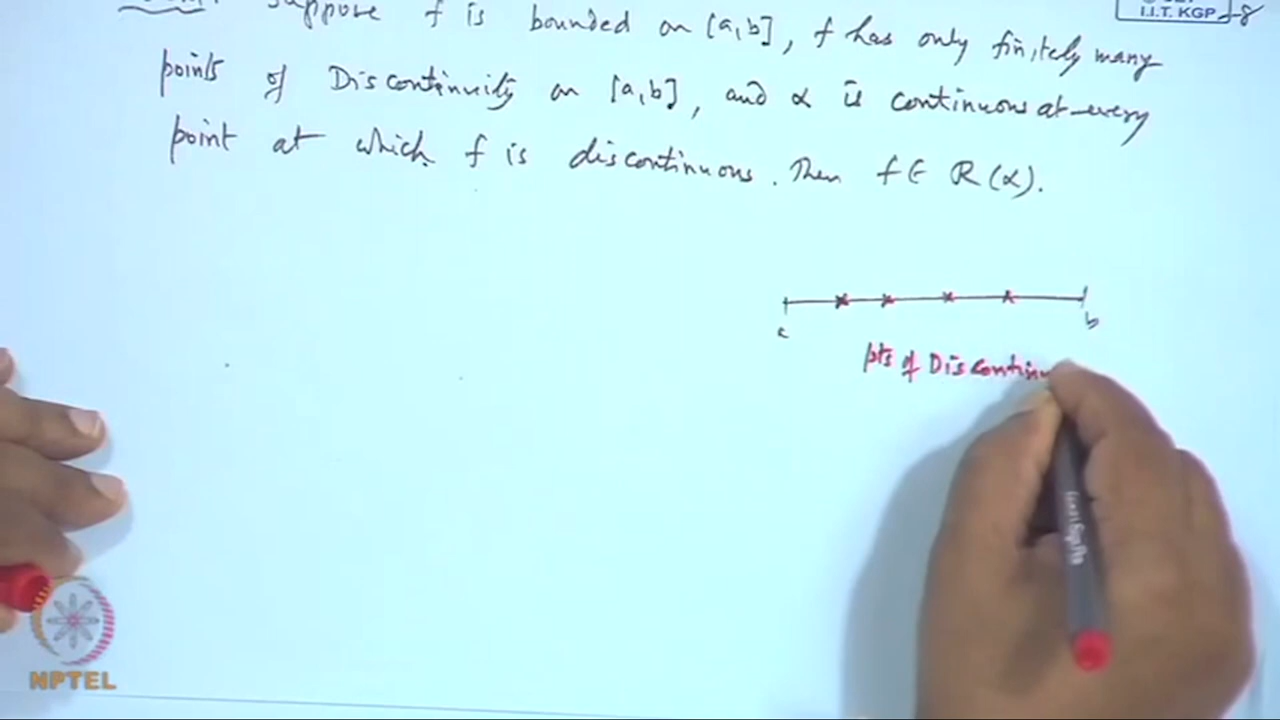 suppose f is bounded on [a,b], f has only finitely many
points of Discontinuity on [a,b], and α is continuous at every
point at which f is discontinuous. Then f ∈ R(α).
a b
pts of Discontinu
I.I.T. KGP
NPTEL